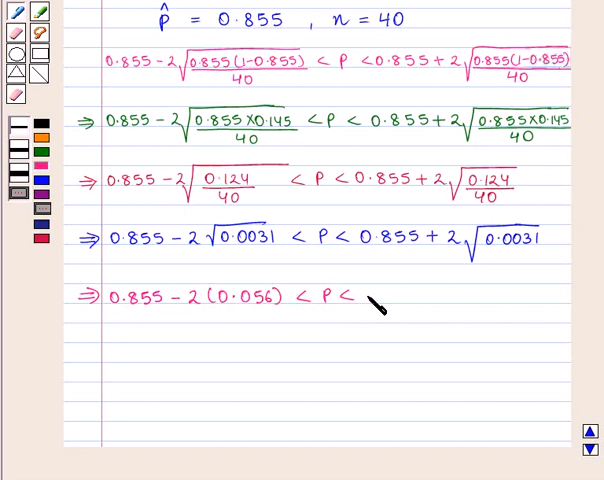 p̂ = 0.855 , n = 40
0.855 - 2√(0.855(1-0.855)/40) < P < 0.855 + 2√(0.855(1-0.855)/40)
⇒ 0.855 - 2√(0.855×0.145/40) < P < 0.855 + 2√(0.855×0.145/40)
⇒ 0.855 - 2√(0.124/40) < P < 0.855 + 2√(0.124/40)
⇒ 0.855 - 2√0.0031 < P < 0.855 + 2√0.0031
⇒ 0.855 - 2(0.056) < P <